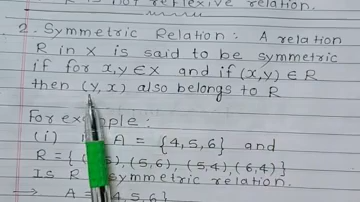 R is not reflexive relation.
2. Symmetric Relation: A relation
R in X is said to be symmetric
if for x,y ∈ X and if (x,y) ∈ R
then (y,x) also belongs to R
For example:
(i) A = {4,5,6} and
R = {( 5),(5,6),(5,4),(6,4)}
Is R symmetric relation.
→ A = {4,5,6}